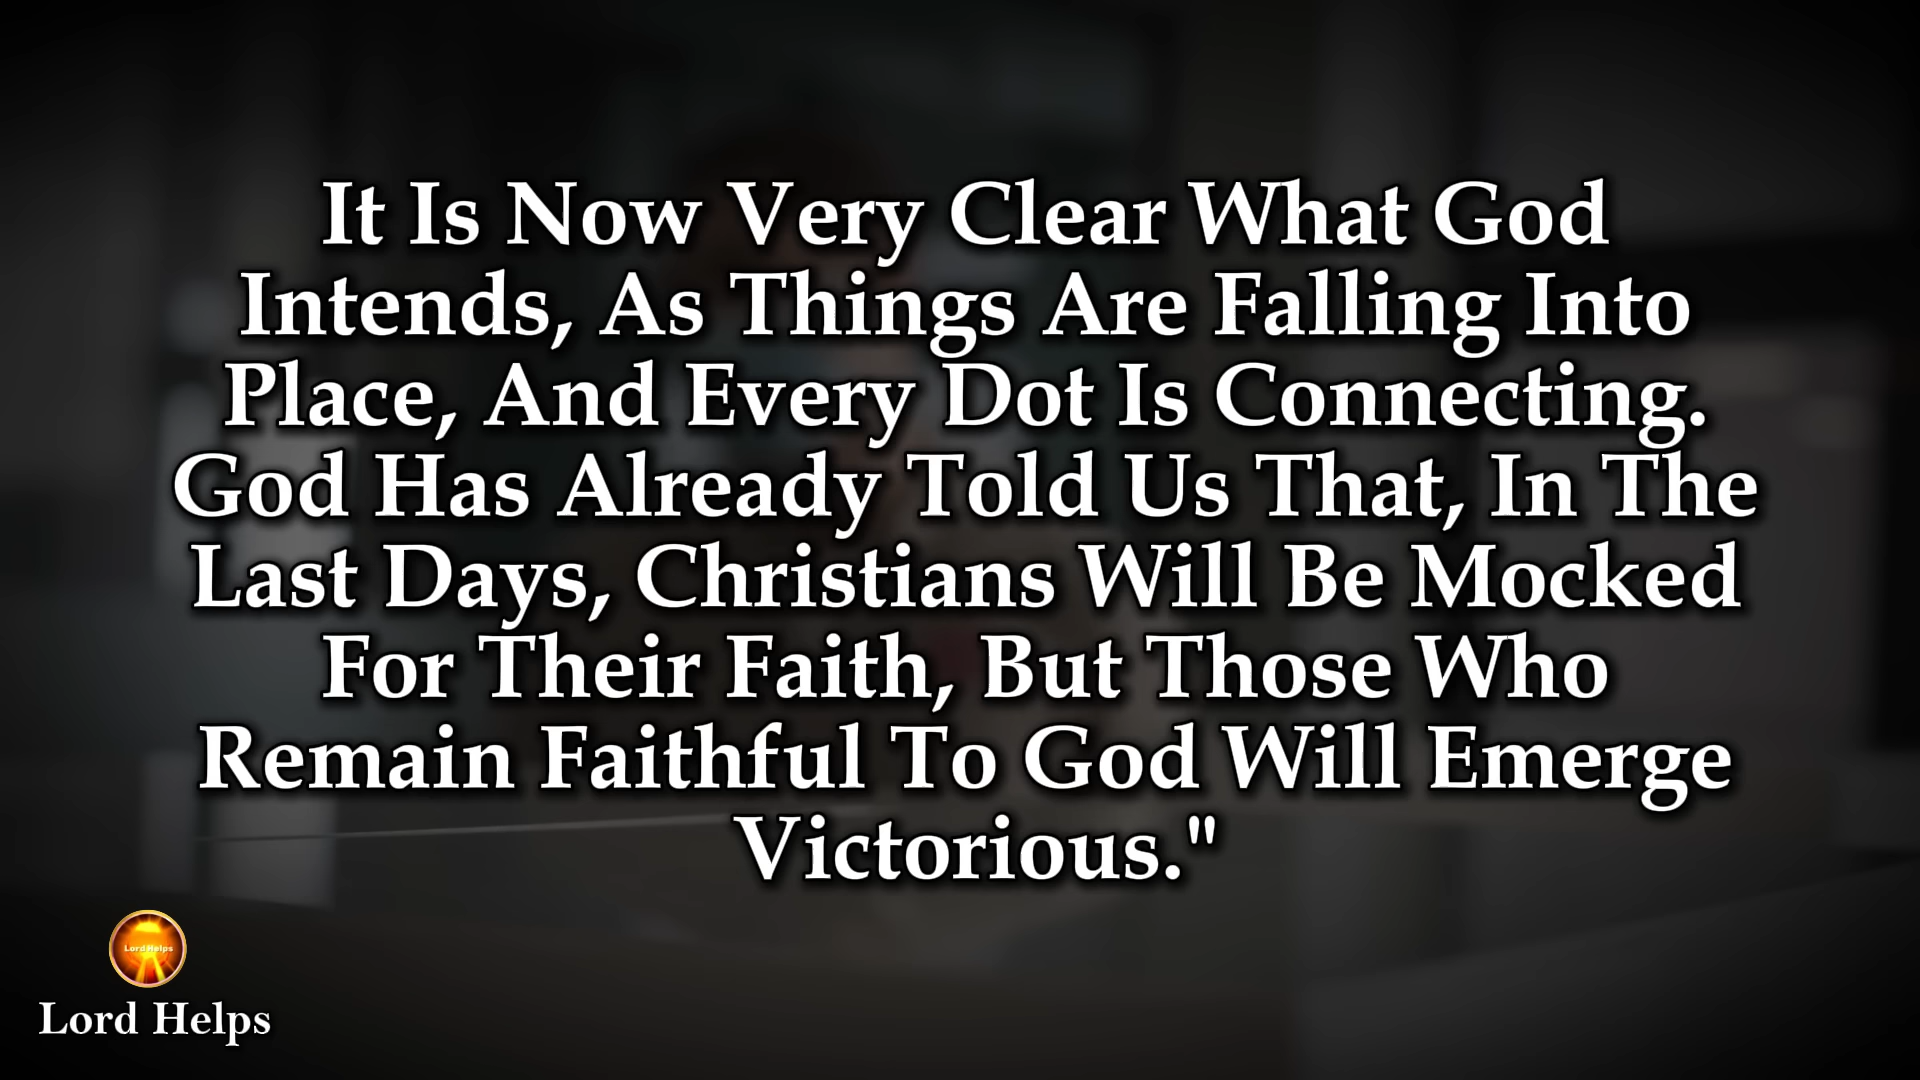 It Is Now Very Clear What God
Intends, As Things Are Falling Into
Place, And Every Dot Is Connecting.
God Has Already Told Us That, In The
Last Days, Christians Will Be Mocked
For Their Faith, But Those Who
Remain Faithful To God Will Emerge
Victorious."
Lord Helps
Lord Helps